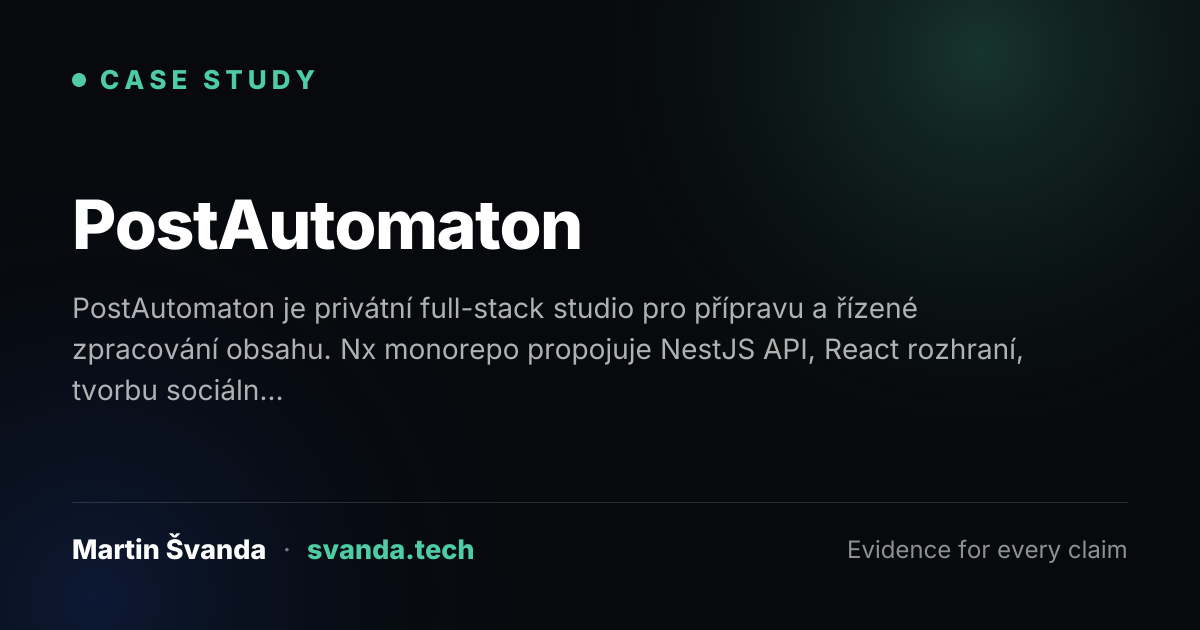 CASE STUDY
PostAutomaton
PostAutomaton je privátní full-stack studio pro přípravu a řízené
zpracování obsahu. Nx monorepo propojuje NestJS API, React rozhraní,
tvorbu sociáln...
Martin Švanda · svanda.tech
Evidence for every claim